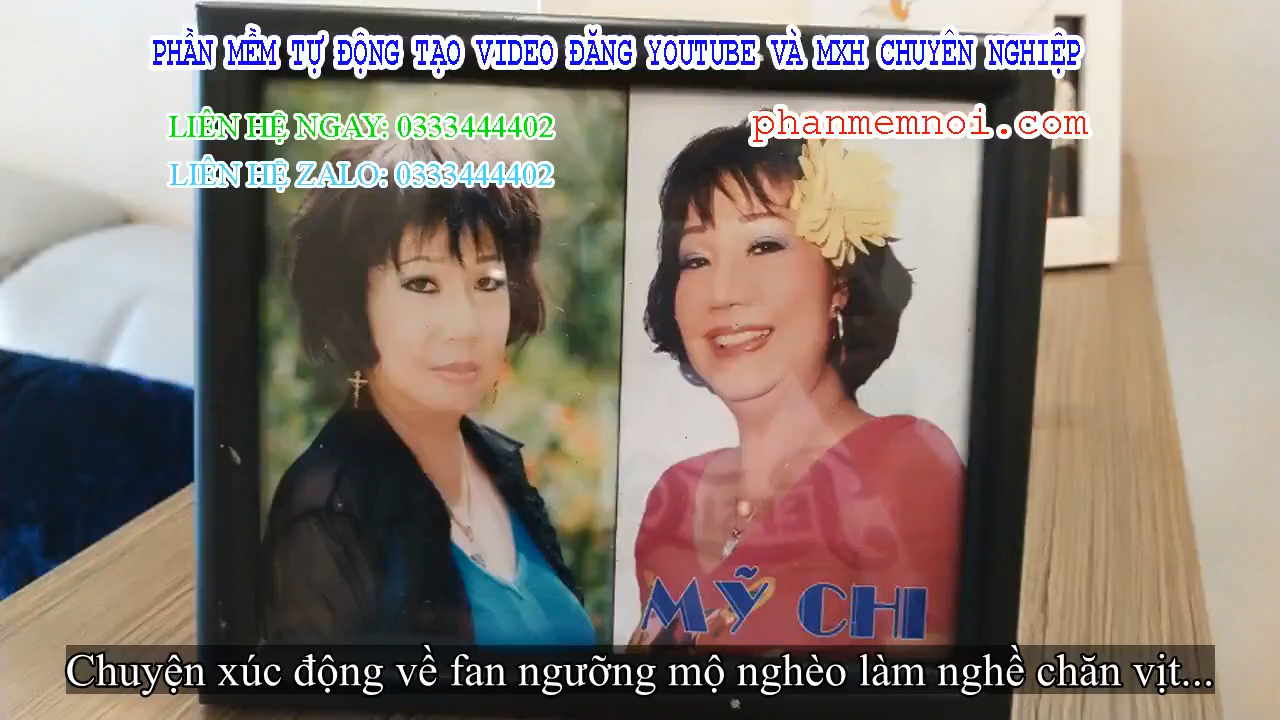 PHẦN MỀM TỰ ĐỘNG TẠO VIDEO ĐĂNG YOUTUBE VÀ MXH CHUYÊN NGHIỆP
LIÊN HỆ NGAY: 0333444402
phanmemnoi.com
LIÊN HỆ ZALO: 0333444402
MỸ CHI
Chuyện xúc động về fan ngưỡng mộ nghèo làm nghề chăn vịt...